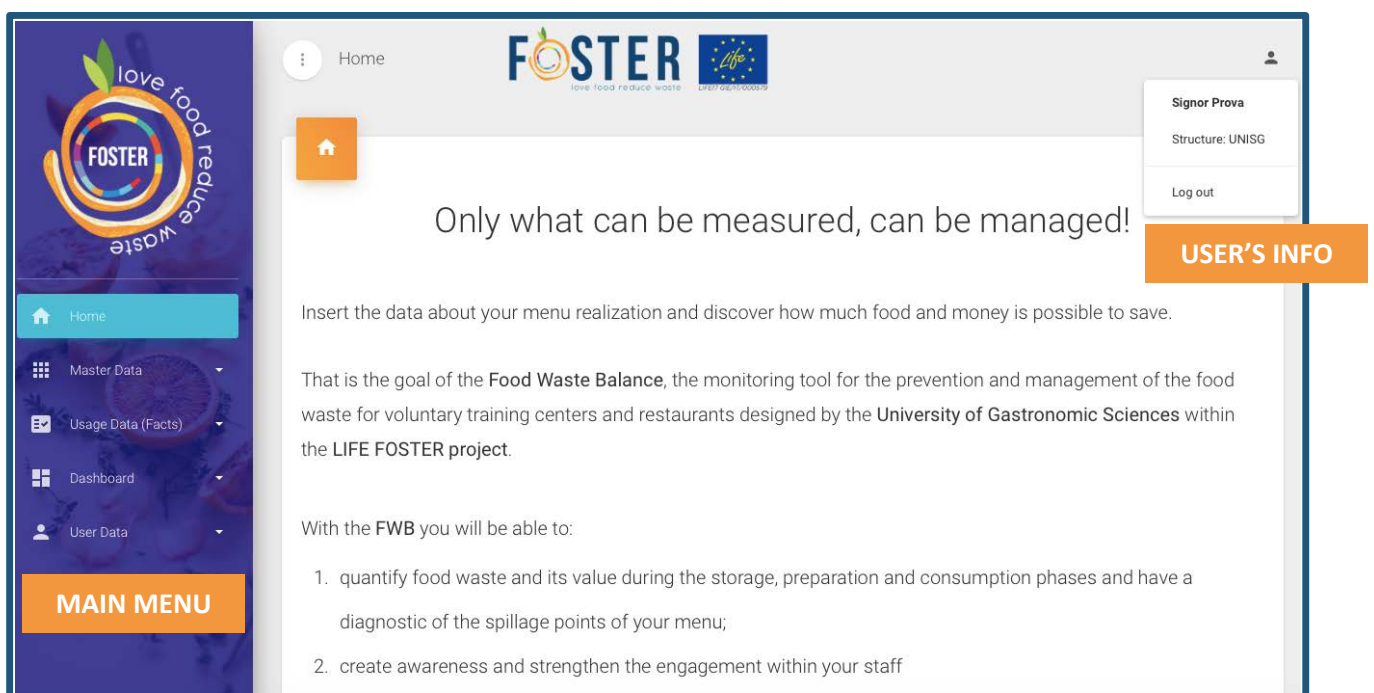 love food reduce waste
FOSTER
Home
FOSTER
love food reduce waste
Life
LIFE17 GIE/IT/000579
Signor Prova
Structure: UNISG
Log out
USER'S INFO
Home
Master Data
Usage Data (Facts)
Dashboard
User Data
MAIN MENU
Only what can be measured, can be managed!
Insert the data about your menu realization and discover how much food and money is possible to save.
That is the goal of the Food Waste Balance, the monitoring tool for the prevention and management of the food
waste for voluntary training centers and restaurants designed by the University of Gastronomic Sciences within
the LIFE FOSTER project.
With the FWB you will be able to:
1. quantify food waste and its value during the storage, preparation and consumption phases and have a
diagnostic of the spillage points of your menu;
2. create awareness and strengthen the engagement within your staff